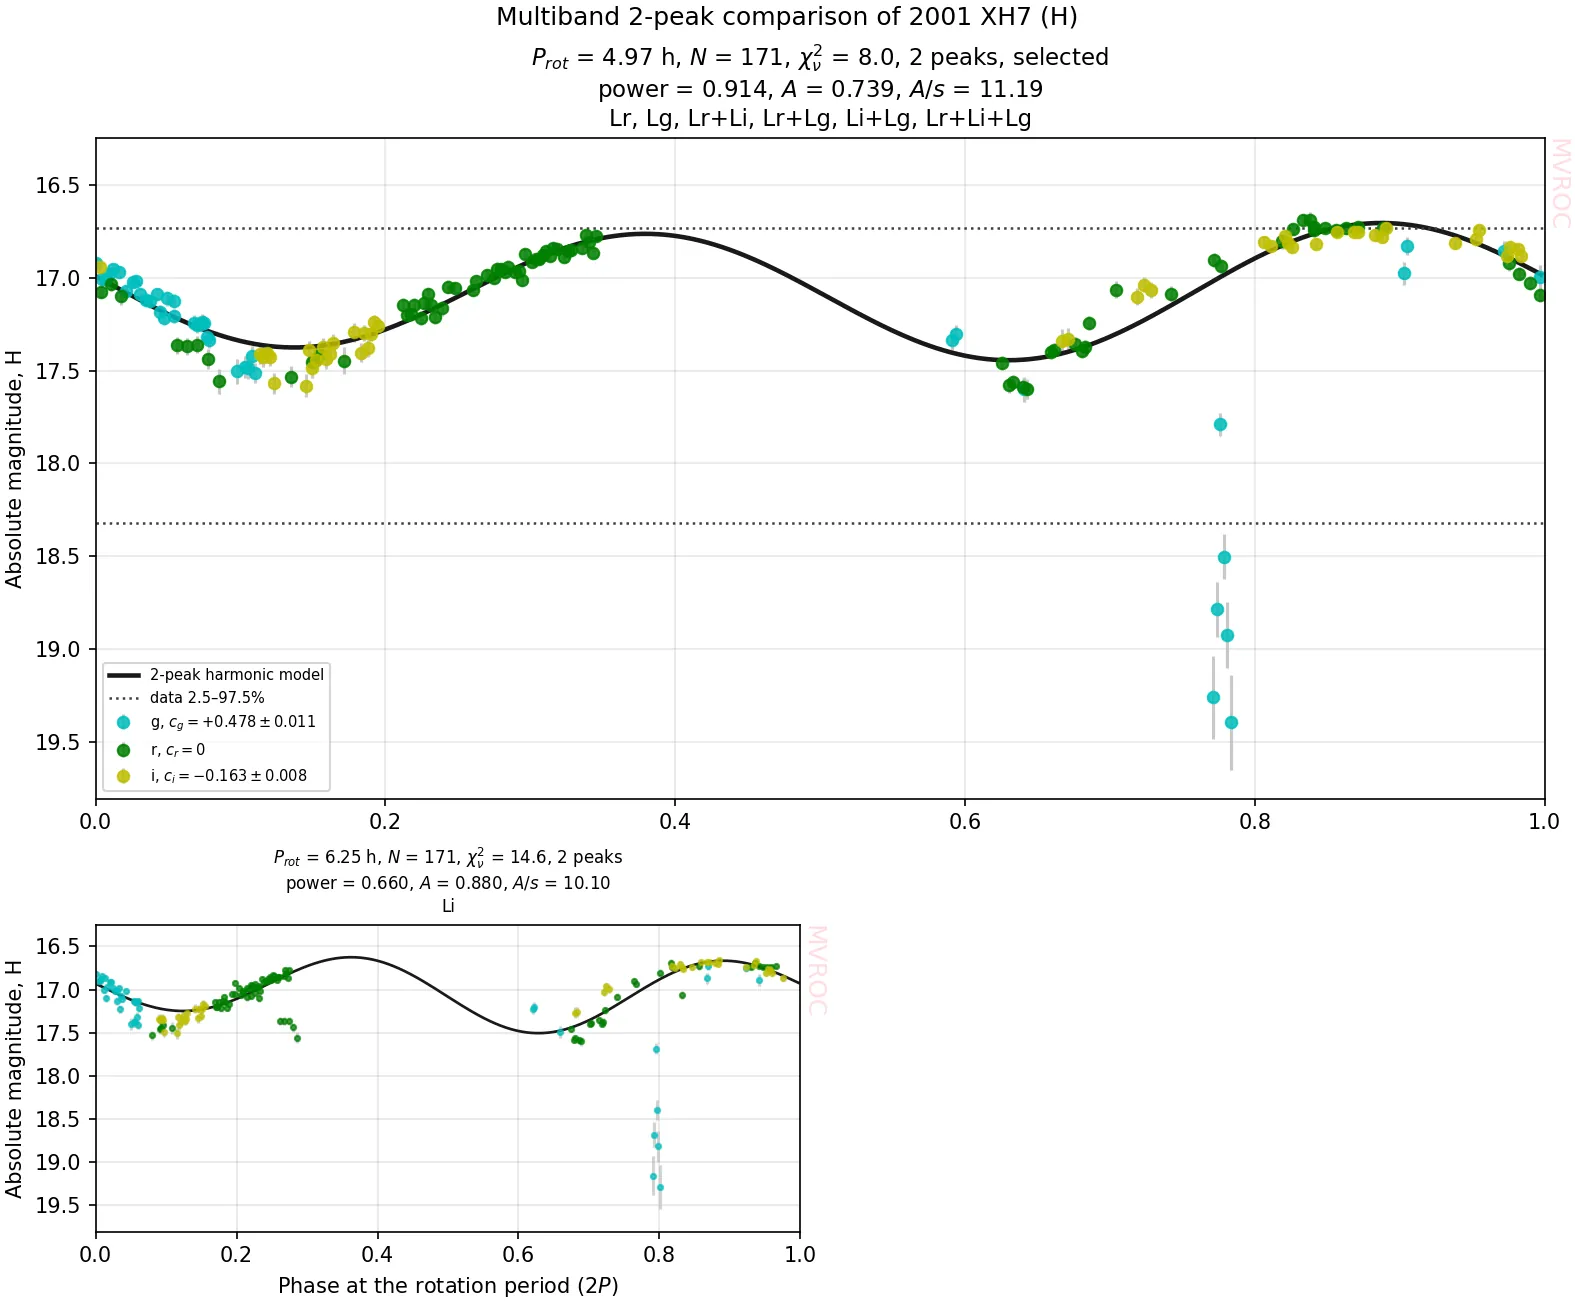 Multiband 2-peak comparison of 2001 XH7 (H)
P_rot = 4.97 h, N = 171, χ²_ν = 8.0, 2 peaks, selected
power = 0.914, A = 0.739, A/s = 11.19
Lr, Lg, Lr+Li, Lr+Lg, Li+Lg, Lr+Li+Lg
MVROC
Absolute magnitude, H
16.5
17.0
17.5
18.0
18.5
19.0
19.5
2-peak harmonic model
data 2.5–97.5%
g, c_g = +0.478 ± 0.011
r, c_r = 0
i, c_i = −0.163 ± 0.008
0.0 0.2 0.4 0.6 0.8 1.0
P_rot = 6.25 h, N = 171, χ²_ν = 14.6, 2 peaks
power = 0.660, A = 0.880, A/s = 10.10
Li
MVROC
Absolute magnitude, H
16.5
17.0
17.5
18.0
18.5
19.0
19.5
0.0 0.2 0.4 0.6 0.8 1.0
Phase at the rotation period (2P)